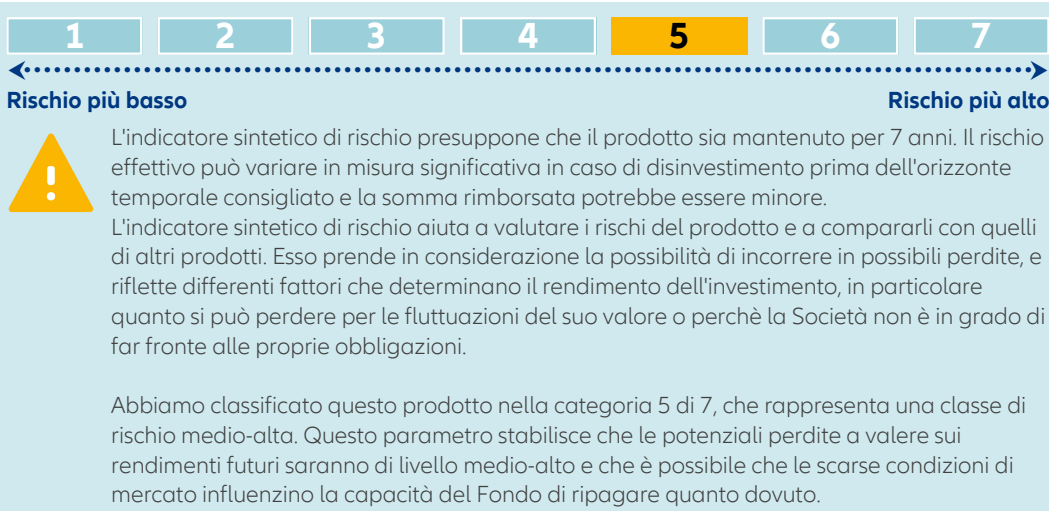 1 2 3 4 5 6 7
Rischio più basso Rischio più alto
L'indicatore sintetico di rischio presuppone che il prodotto sia mantenuto per 7 anni. Il rischio
effettivo può variare in misura significativa in caso di disinvestimento prima dell'orizzonte
temporale consigliato e la somma rimborsata potrebbe essere minore.
L'indicatore sintetico di rischio aiuta a valutare i rischi del prodotto e a compararli con quelli
di altri prodotti. Esso prende in considerazione la possibilità di incorrere in possibili perdite, e
riflette differenti fattori che determinano il rendimento dell'investimento, in particolare
quanto si può perdere per le fluttuazioni del suo valore o perchè la Società non è in grado di
far fronte alle proprie obbligazioni.
Abbiamo classificato questo prodotto nella categoria 5 di 7, che rappresenta una classe di
rischio medio-alta. Questo parametro stabilisce che le potenziali perdite a valere sui
rendimenti futuri saranno di livello medio-alto e che è possibile che le scarse condizioni di
mercato influenzino la capacità del Fondo di ripagare quanto dovuto.